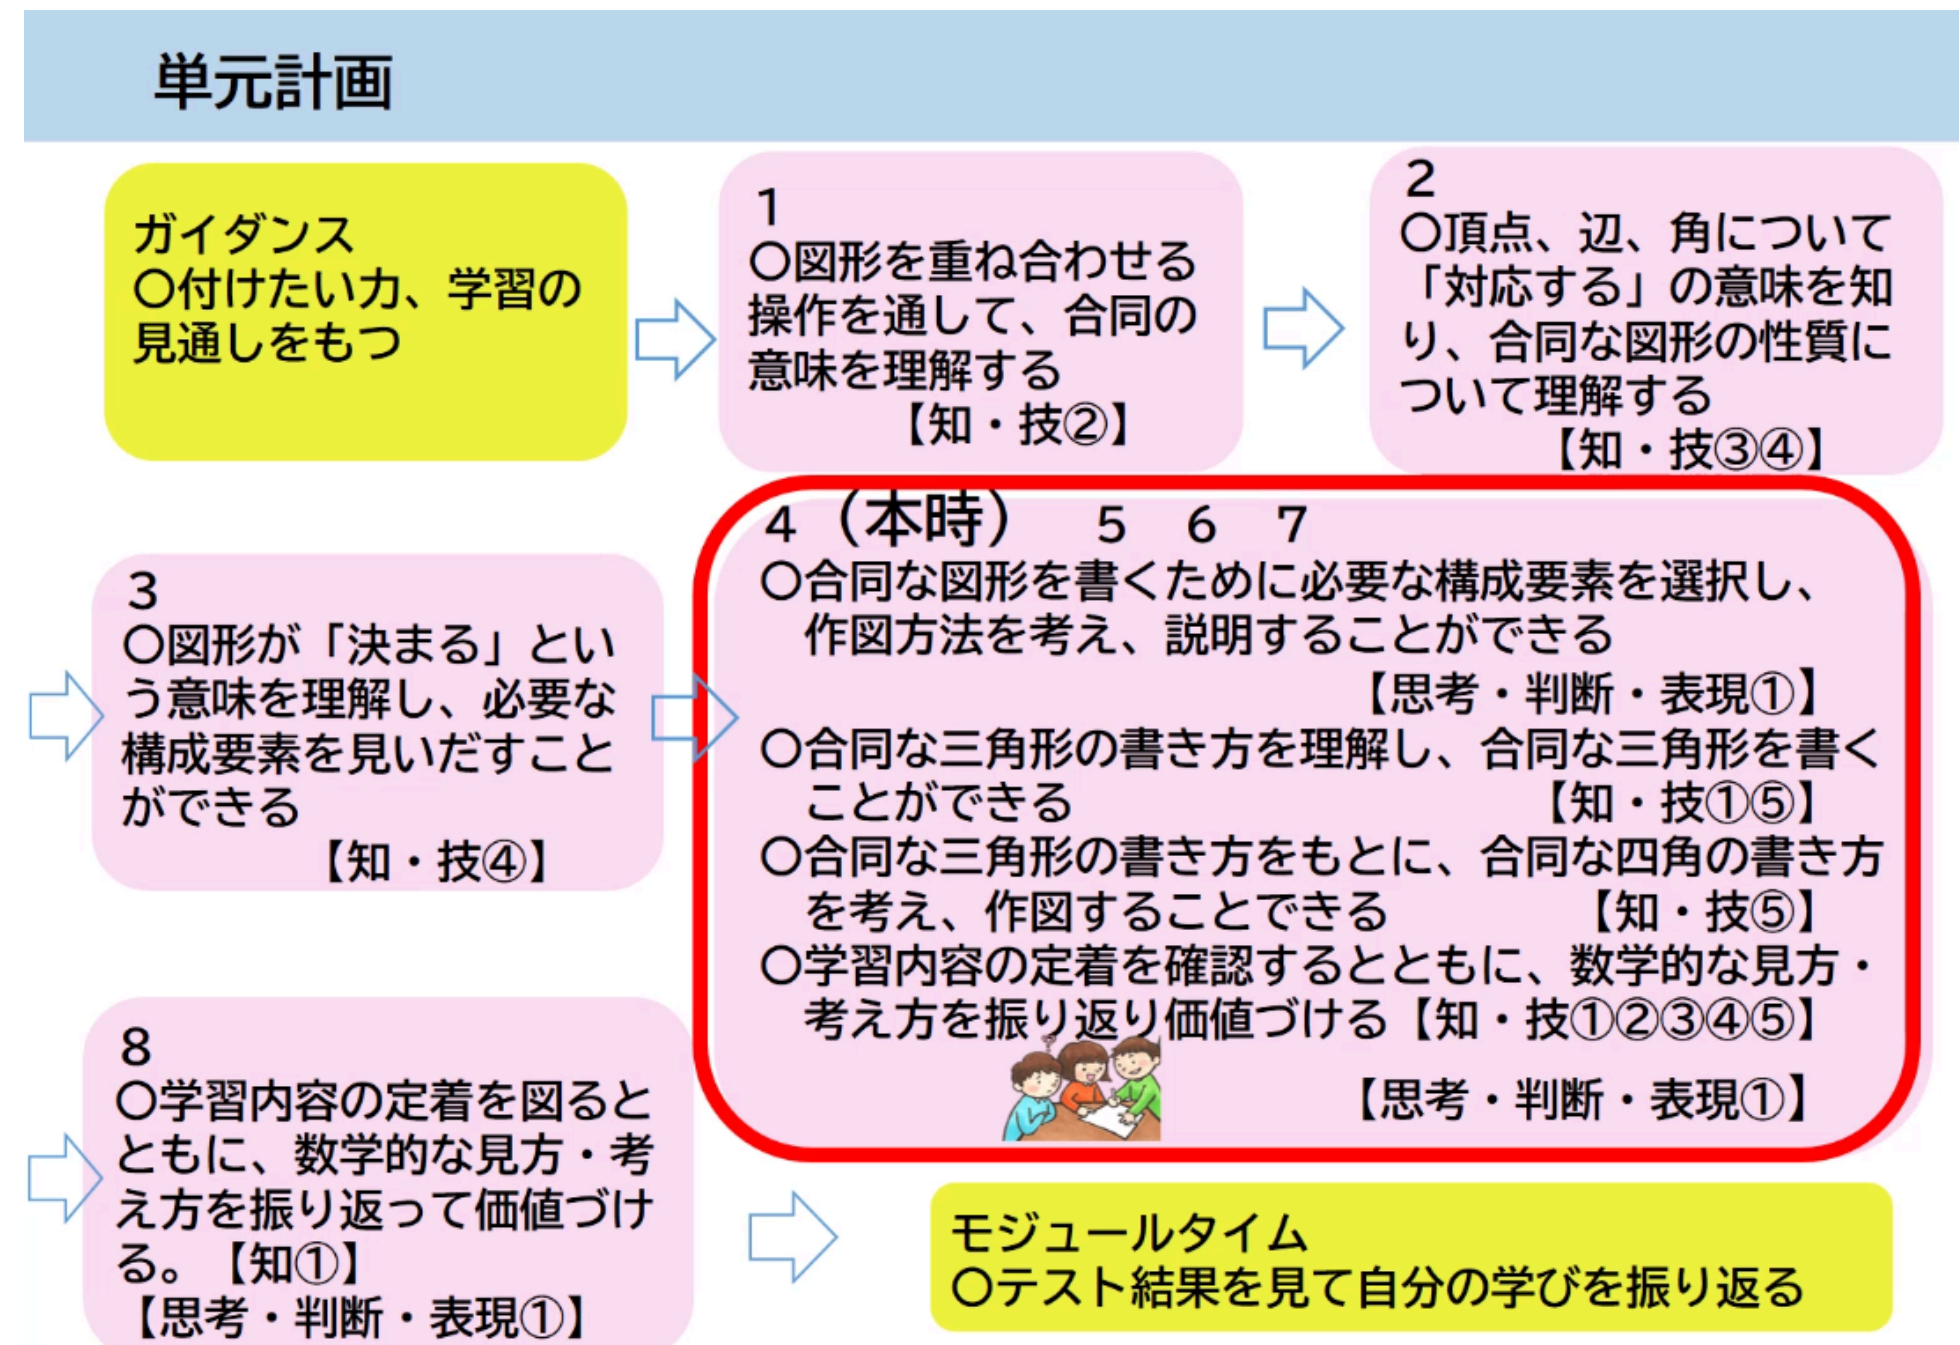 単元計画
ガイダンス
〇付けたい力、学習の
見通しをもつ
1
〇図形を重ね合わせる
操作を通して、合同の
意味を理解する
【知・技②】
2
〇頂点、辺、角について
「対応する」の意味を知
り、合同な図形の性質に
ついて理解する
【知・技③④】
3
〇図形が「決まる」とい
う意味を理解し、必要な
構成要素を見いだすこと
ができる
【知・技④】
4（本時） 5 6 7
〇合同な図形を書くために必要な構成要素を選択し、
作図方法を考え、説明することができる
【思考・判断・表現①】
〇合同な三角形の書き方を理解し、合同な三角形を書く
ことができる 【知・技①⑤】
〇合同な三角形の書き方をもとに、合同な四角の書き方
を考え、作図することできる 【知・技⑤】
〇学習内容の定着を確認するとともに、数学的な見方・
考え方を振り返り価値づける【知・技①②③④⑤】
【思考・判断・表現①】
8
〇学習内容の定着を図ると
ともに、数学的な見方・考
え方を振り返って価値づけ
る。【知①】
【思考・判断・表現①】
モジュールタイム
〇テスト結果を見て自分の学びを振り返る